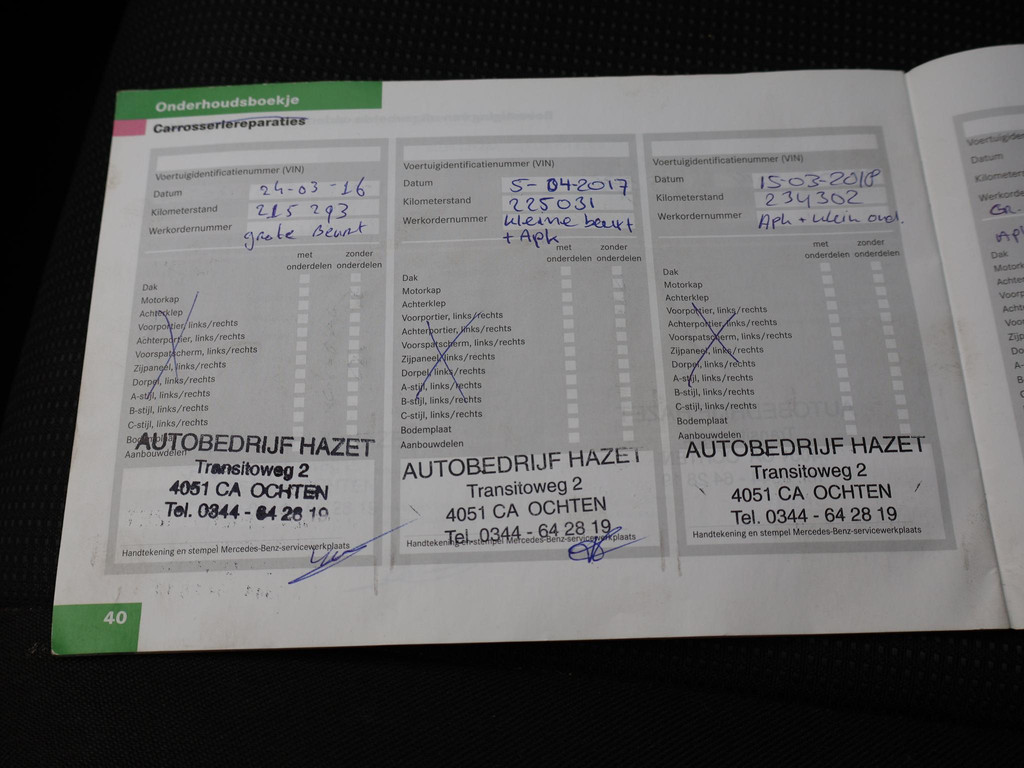 Onderhoudsboekje
Carrosseriereparaties
Voertuigidentificatienummer (VIN)
Datum 24-03-16
Kilometerstand 215 293
Werkordernummer grote Beurt
met onderdelen zonder onderdelen
Dak
Motorkap
Achterklep
Voorportier, links/rechts
Achterportier, links/rechts
Voorspatscherm, links/rechts
Zijpaneel, links/rechts
Dorpel, links/rechts
A-stijl, links/rechts
B-stijl, links/rechts
C-stijl, links/rechts
Bodemplaat
Aanbouwdelen
AUTOBEDRIJF HAZET
Transitoweg 2
4051 CA OCHTEN
Tel. 0344 - 64 28 19
Handtekening en stempel Mercedes-Benz-servicewerkplaats
Voertuigidentificatienummer (VIN)
Datum 5-04-2017
Kilometerstand 225031
Werkordernummer kleine beurt
+ Apk
met onderdelen zonder onderdelen
Dak
Motorkap
Achterklep
Voorportier, links/rechts
Achterportier, links/rechts
Voorspatscherm, links/rechts
Zijpaneel, links/rechts
Dorpel, links/rechts
A-stijl, links/rechts
B-stijl, links/rechts
C-stijl, links/rechts
Bodemplaat
Aanbouwdelen
AUTOBEDRIJF HAZET
Transitoweg 2
4051 CA OCHTEN
Tel. 0344 - 64 28 19
Handtekening en stempel Mercedes-Benz-servicewerkplaats
Voertuigidentificatienummer (VIN)
Datum 15-03-2018
Kilometerstand 234302
Werkordernummer Apk + klein ond.
met onderdelen zonder onderdelen
Dak
Motorkap
Achterklep
Voorportier, links/rechts
Achterportier, links/rechts
Voorspatscherm, links/rechts
Zijpaneel, links/rechts
Dorpel, links/rechts
A-stijl, links/rechts
B-stijl, links/rechts
C-stijl, links/rechts
Bodemplaat
Aanbouwdelen
AUTOBEDRIJF HAZET
Transitoweg 2
4051 CA OCHTEN
Tel. 0344 - 64 28 19
Handtekening en stempel Mercedes-Benz-servicewerkplaats
40
Datum
Dak